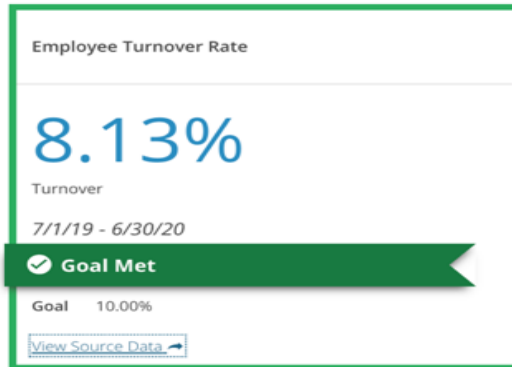 Employee Turnover Rate
8.13%
Turnover
7/1/19 - 6/30/20
Goal Met
Goal 10.00%
View Source Data